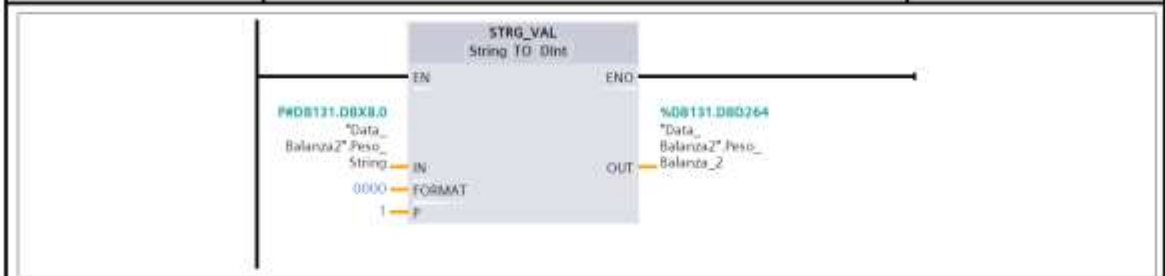 STRG_VAL
String TO DInt
EN
ENO
P#DB131.DBX8.0
"Data_
Balanza2".Peso_
String
IN
0000
FORMAT
1
P
%DB131.DBD264
"Data_
Balanza2".Peso_
Balanza_2
OUT